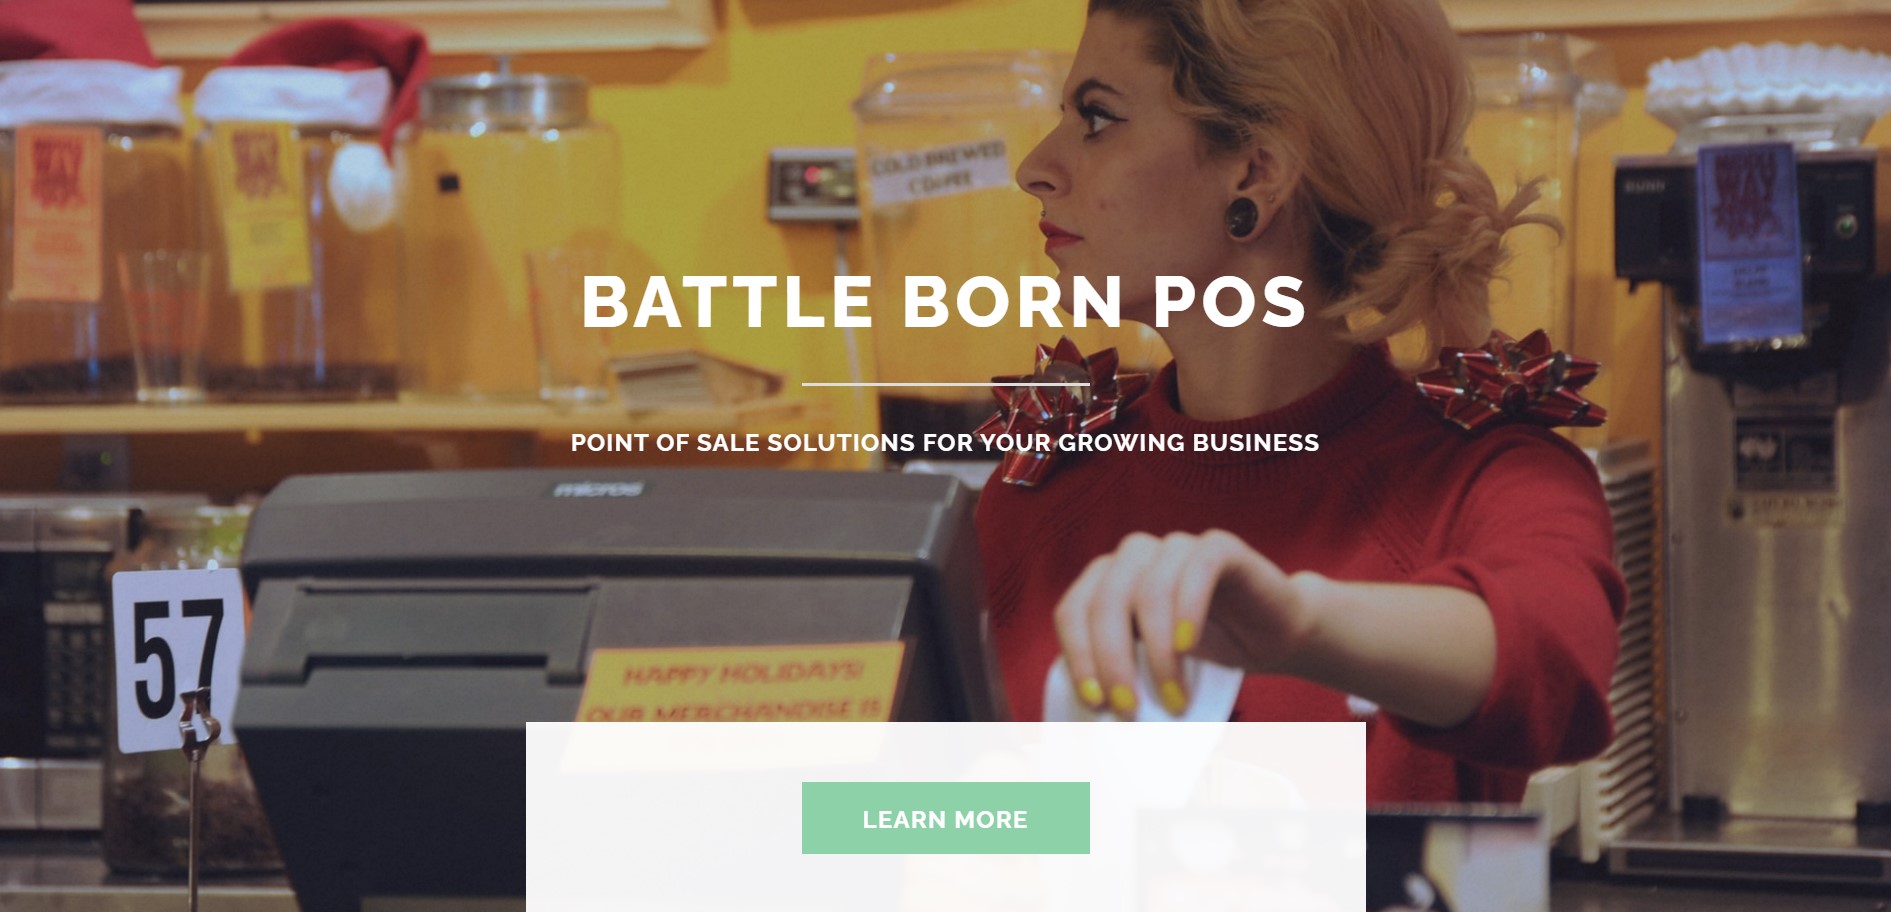 COLD BREWED
COFFEE
BUNN
BATTLE BORN POS
POINT OF SALE SOLUTIONS FOR YOUR GROWING BUSINESS
micros
57
HAPPY HOLIDAYS!
OUR MERCHANDISE IS
LEARN MORE